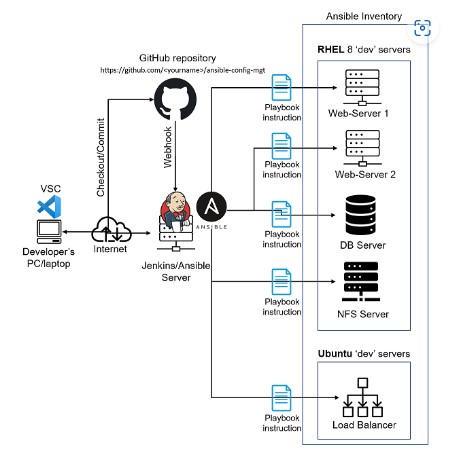 Ansible Inventory
RHEL 8 'dev' servers
GitHub repository
https://github.com/<yourname>/ansible-config-mgt
Playbook
instruction
Web-Server 1
Checkout/Commit
Webhook
Playbook
instruction
Web-Server 2
VSC
A
ANSIBLE
Playbook
instruction
DB Server
Developer's
PC/laptop
Internet
Jenkins/Ansible
Server
Playbook
instruction
NFS Server
Ubuntu 'dev' servers
Playbook
instruction
Load Balancer